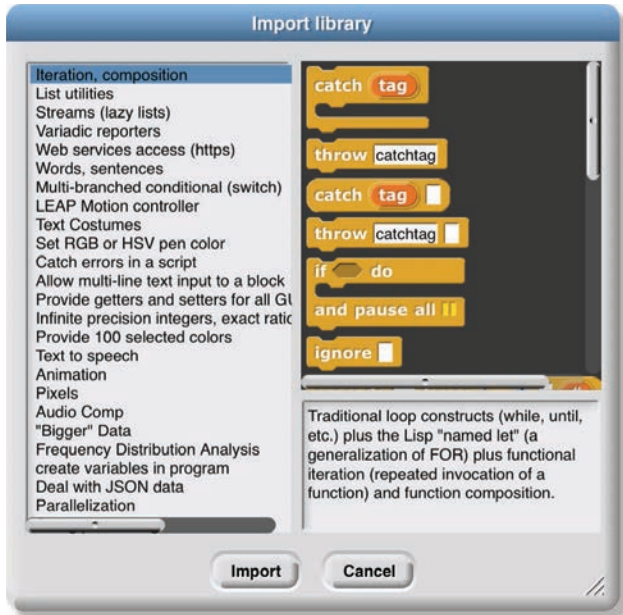 Import library
Iteration, composition
List utilities
Streams (lazy lists)
Variadic reporters
Web services access (https)
Words, sentences
Multi-branched conditional (switch)
LEAP Motion controller
Text Costumes
Set RGB or HSV pen color
Catch errors in a script
Allow multi-line text input to a block
Provide getters and setters for all
Infinite precision integers, exact
Provide 100 selected colors
Text to speech
Animation
Pixels
Audio Comp
"Bigger" Data
Frequency Distribution Analysis
create variables in program
Deal with JSON data
Parallelization
catch tag
throw catchtag
catch tag
throw catchtag
if do
and pause all
ignore
Traditional loop constructs (while, until,
etc.) plus the Lisp "named let" (a
generalization of FOR) plus functional
iteration (repeated invocation of a
function) and function composition.
Import
Cancel